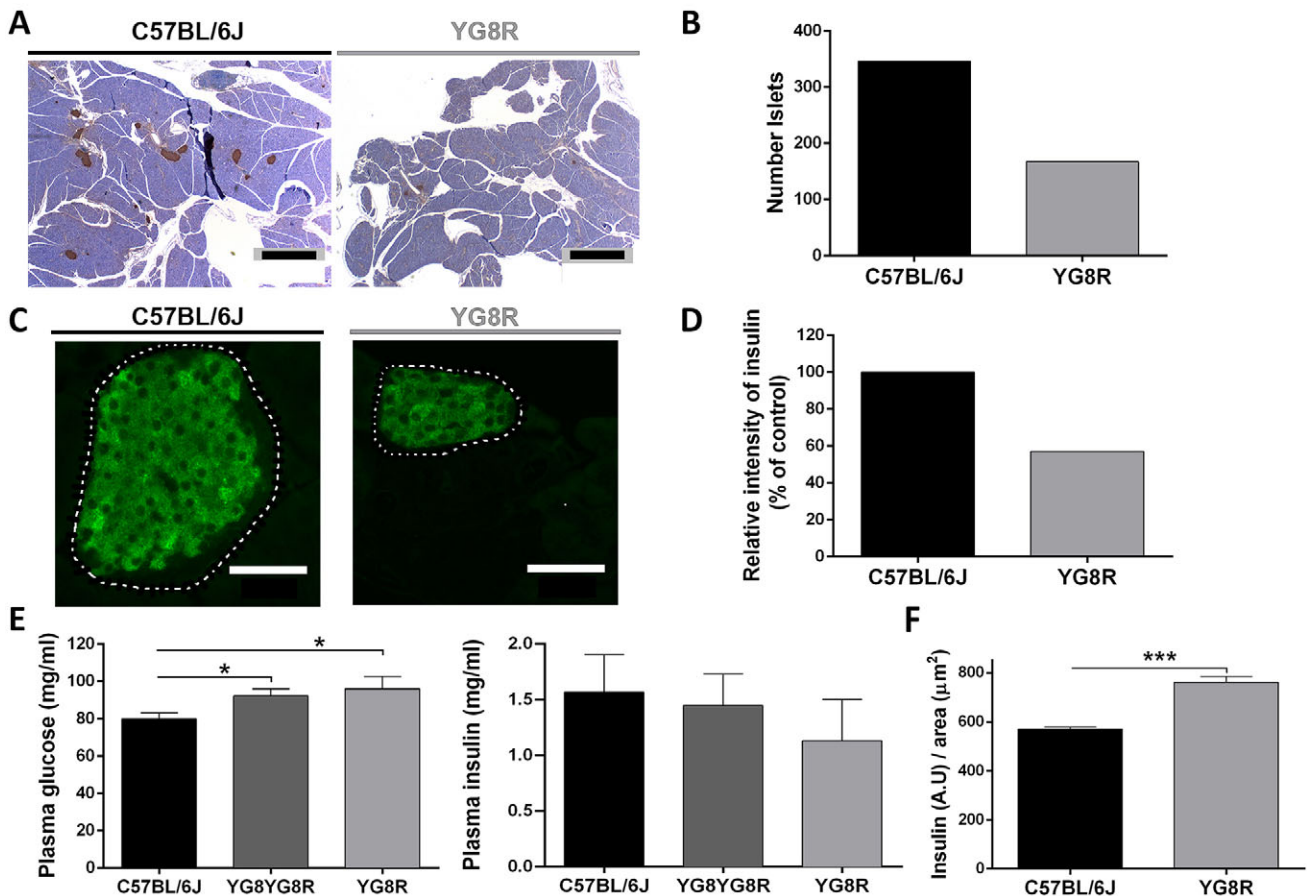 A
C57BL/6J
YG8R
B
Number Islets
400
300
200
100
0
C57BL/6J
YG8R
C
C57BL/6J
YG8R
D
Relative intensity of insulin
(% of control)
120
100
80
60
40
20
0
C57BL/6J
YG8R
E
Plasma glucose (mg/ml)
120
100
80
60
40
20
0
*
*
C57BL/6J
YG8YG8R
YG8R
Plasma insulin (mg/ml)
2.0
1.5
1.0
0.5
0.0
C57BL/6J
YG8YG8R
YG8R
F
Insulin (A.U) / area (μm²)
800
600
400
200
0
***
C57BL/6J
YG8R